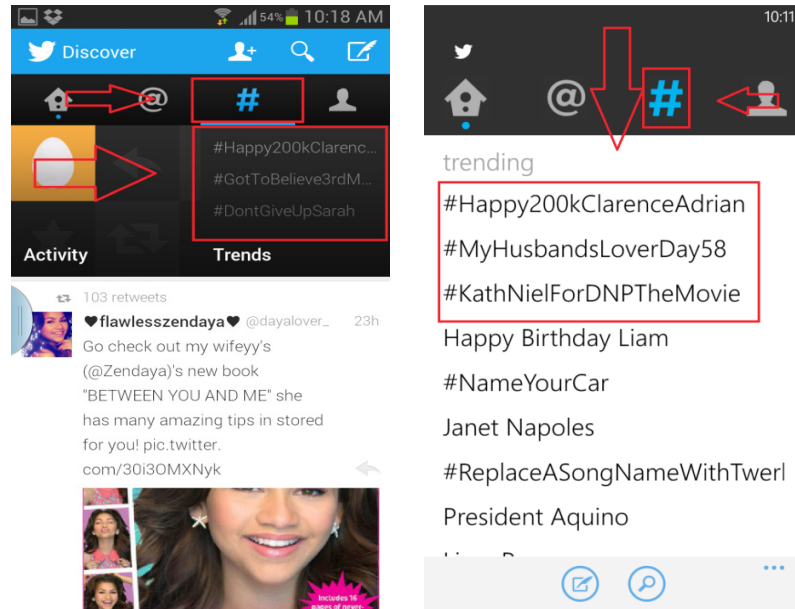 54% 10:18 AM
Discover
@ #
#Happy200kClarenc...
#GotToBelieve3rdM...
#DontGiveUpSarah
Activity Trends
103 retweets
♥flawlesszendaya♥ @dayalover_ 23h
Go check out my wifeyy's
(@Zendaya)'s new book
"BETWEEN YOU AND ME" she
has many amazing tips in stored
for you! pic.twitter.
com/30i3OMXNyk
Includes 16
pages of never-
10:11
@ #
trending
#Happy200kClarenceAdrian
#MyHusbandsLoverDay58
#KathNielForDNPTheMovie
Happy Birthday Liam
#NameYourCar
Janet Napoles
#ReplaceASongNameWithTwerl
President Aquino
...